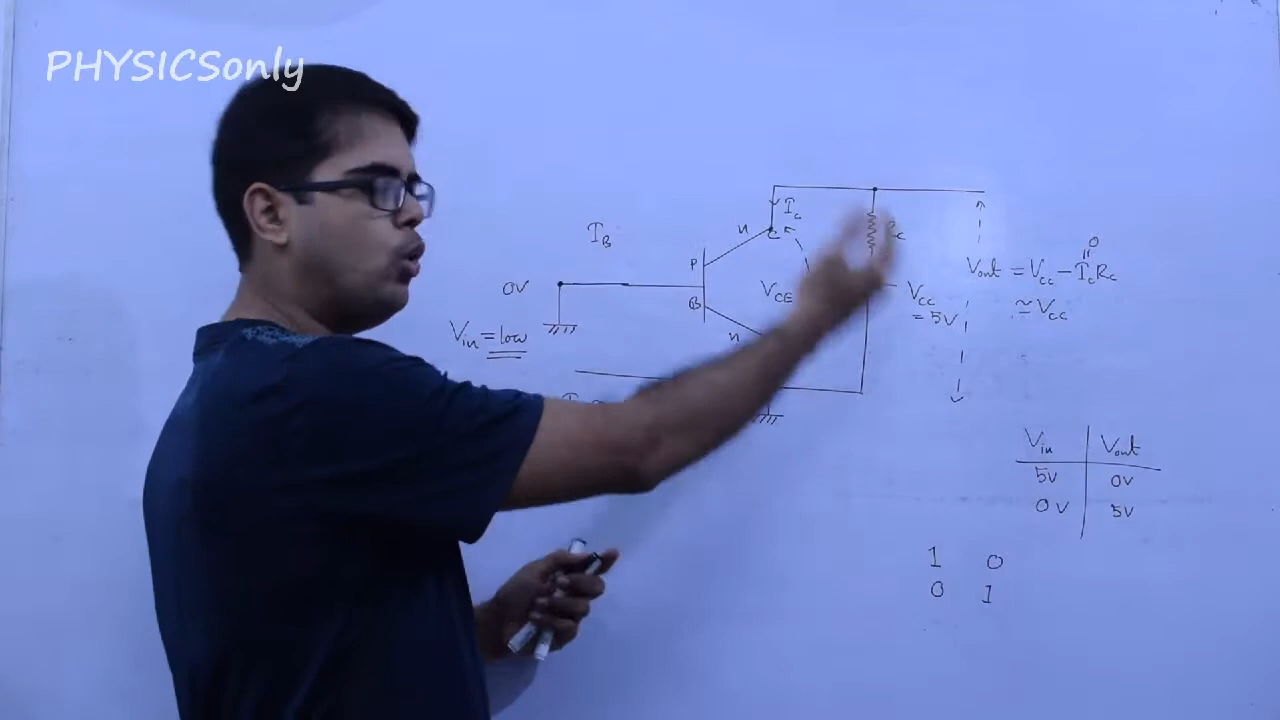 PHYSICSonly
I_c
n
C
I_B
P
B
n
0V
V_in = low
V_CE
V_cc
= 5V
V_out = V_cc - I_c R_c
0
≃ V_cc
V_in V_out
5V 0V
0V 5V
1 0
0 1